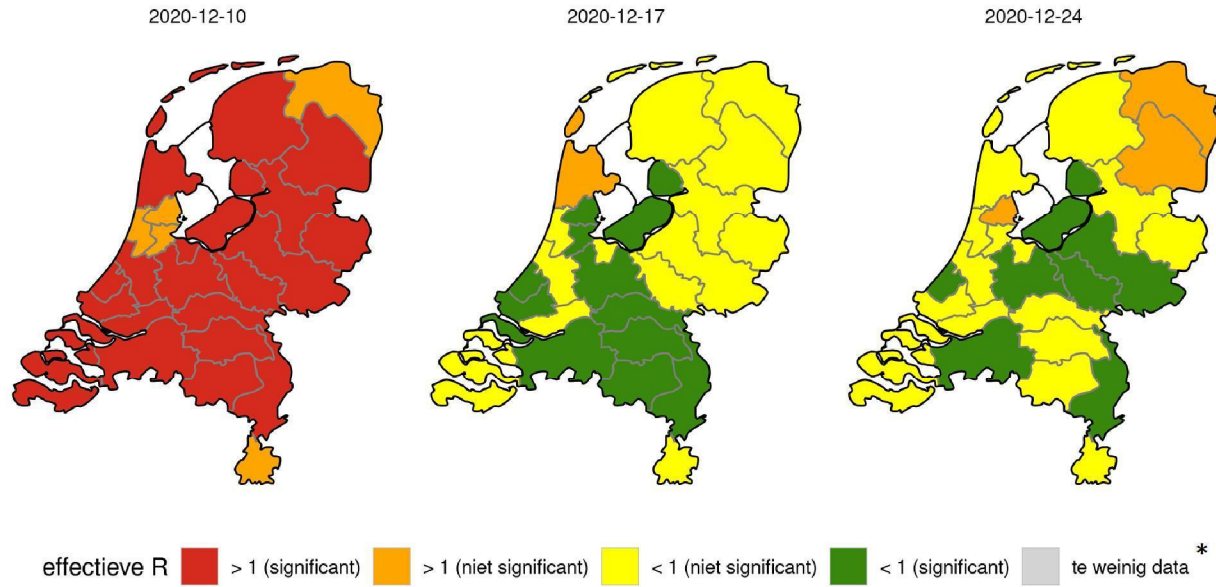 2020-12-10 2020-12-17 2020-12-24
effectieve R > 1 (significant) > 1 (niet significant) < 1 (niet significant) < 1 (significant) te weinig data *